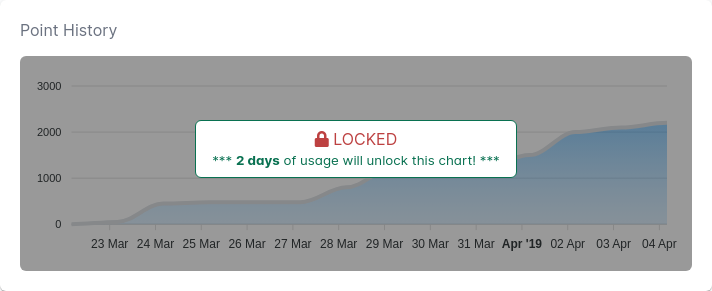 Point History
3000
2000
1000
0
LOCKED
*** 2 days of usage will unlock this chart! ***
23 Mar 24 Mar 25 Mar 26 Mar 27 Mar 28 Mar 29 Mar 30 Mar 31 Mar Apr '19 02 Apr 03 Apr 04 Apr